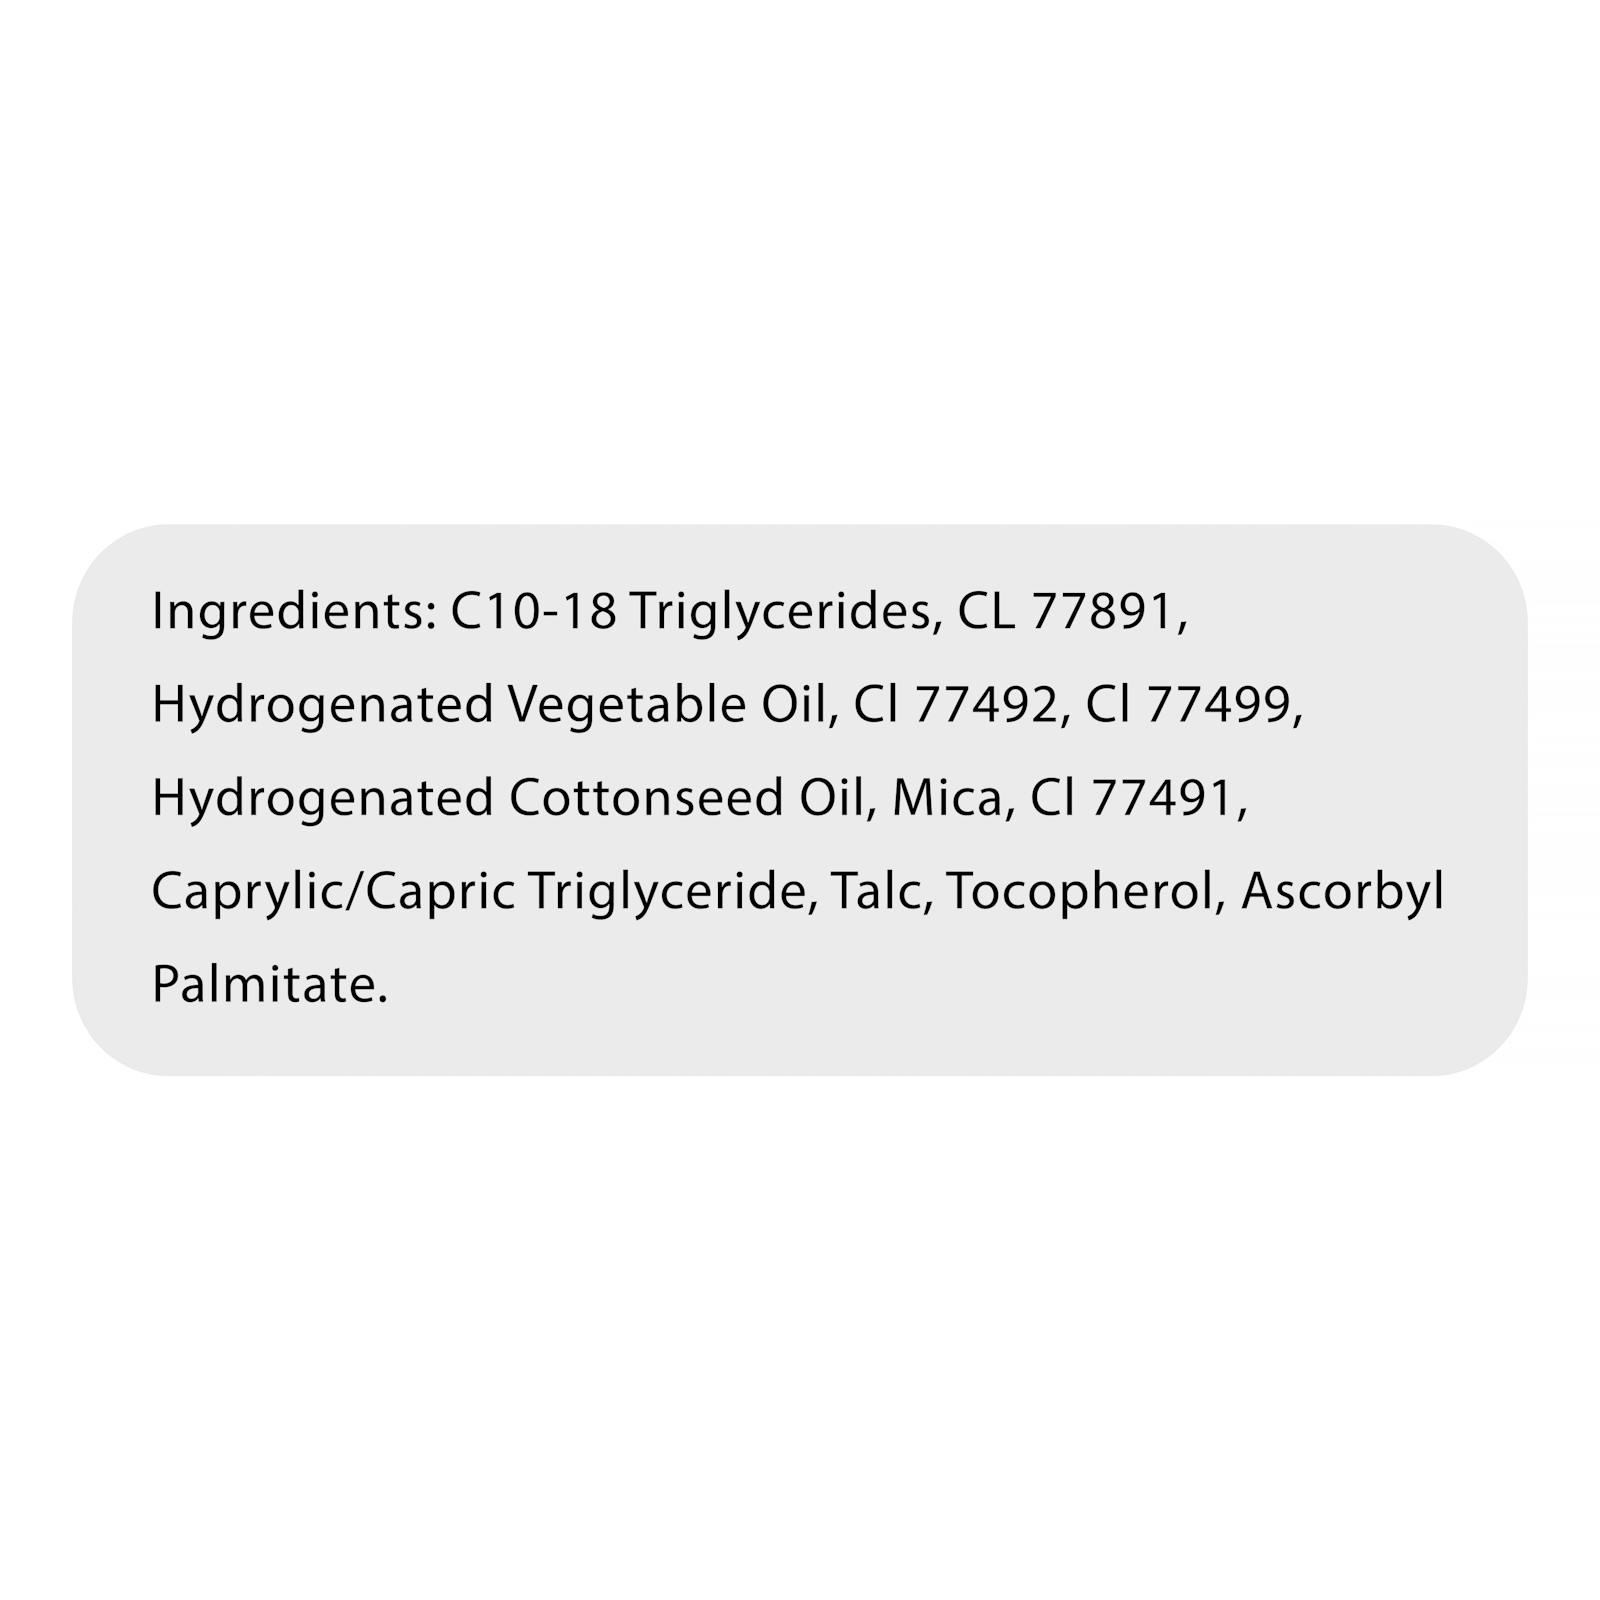 Ingredients: C10-18 Triglycerides, CL 77891,
Hydrogenated Vegetable Oil, Cl 77492, Cl 77499,
Hydrogenated Cottonseed Oil, Mica, Cl 77491,
Caprylic/Capric Triglyceride, Talc, Tocopherol, Ascorbyl
Palmitate.